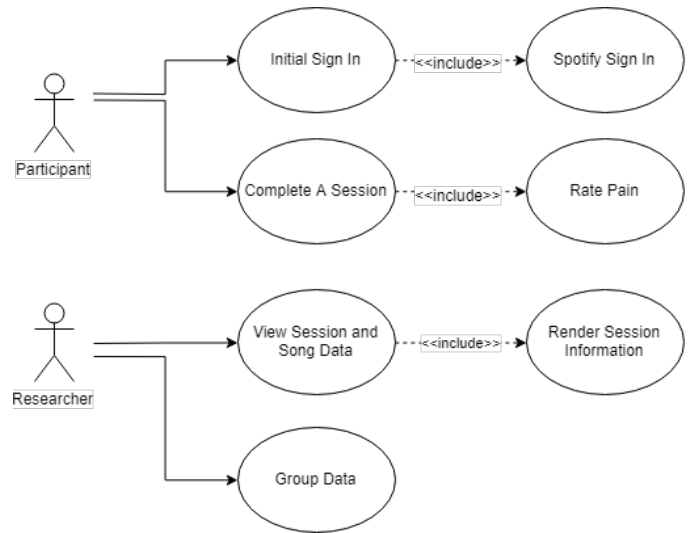 Initial Sign In
<<include>>
Spotify Sign In
Participant
Complete A Session
<<include>>
Rate Pain
View Session and
Song Data
<<include>>
Render Session
Information
Researcher
Group Data